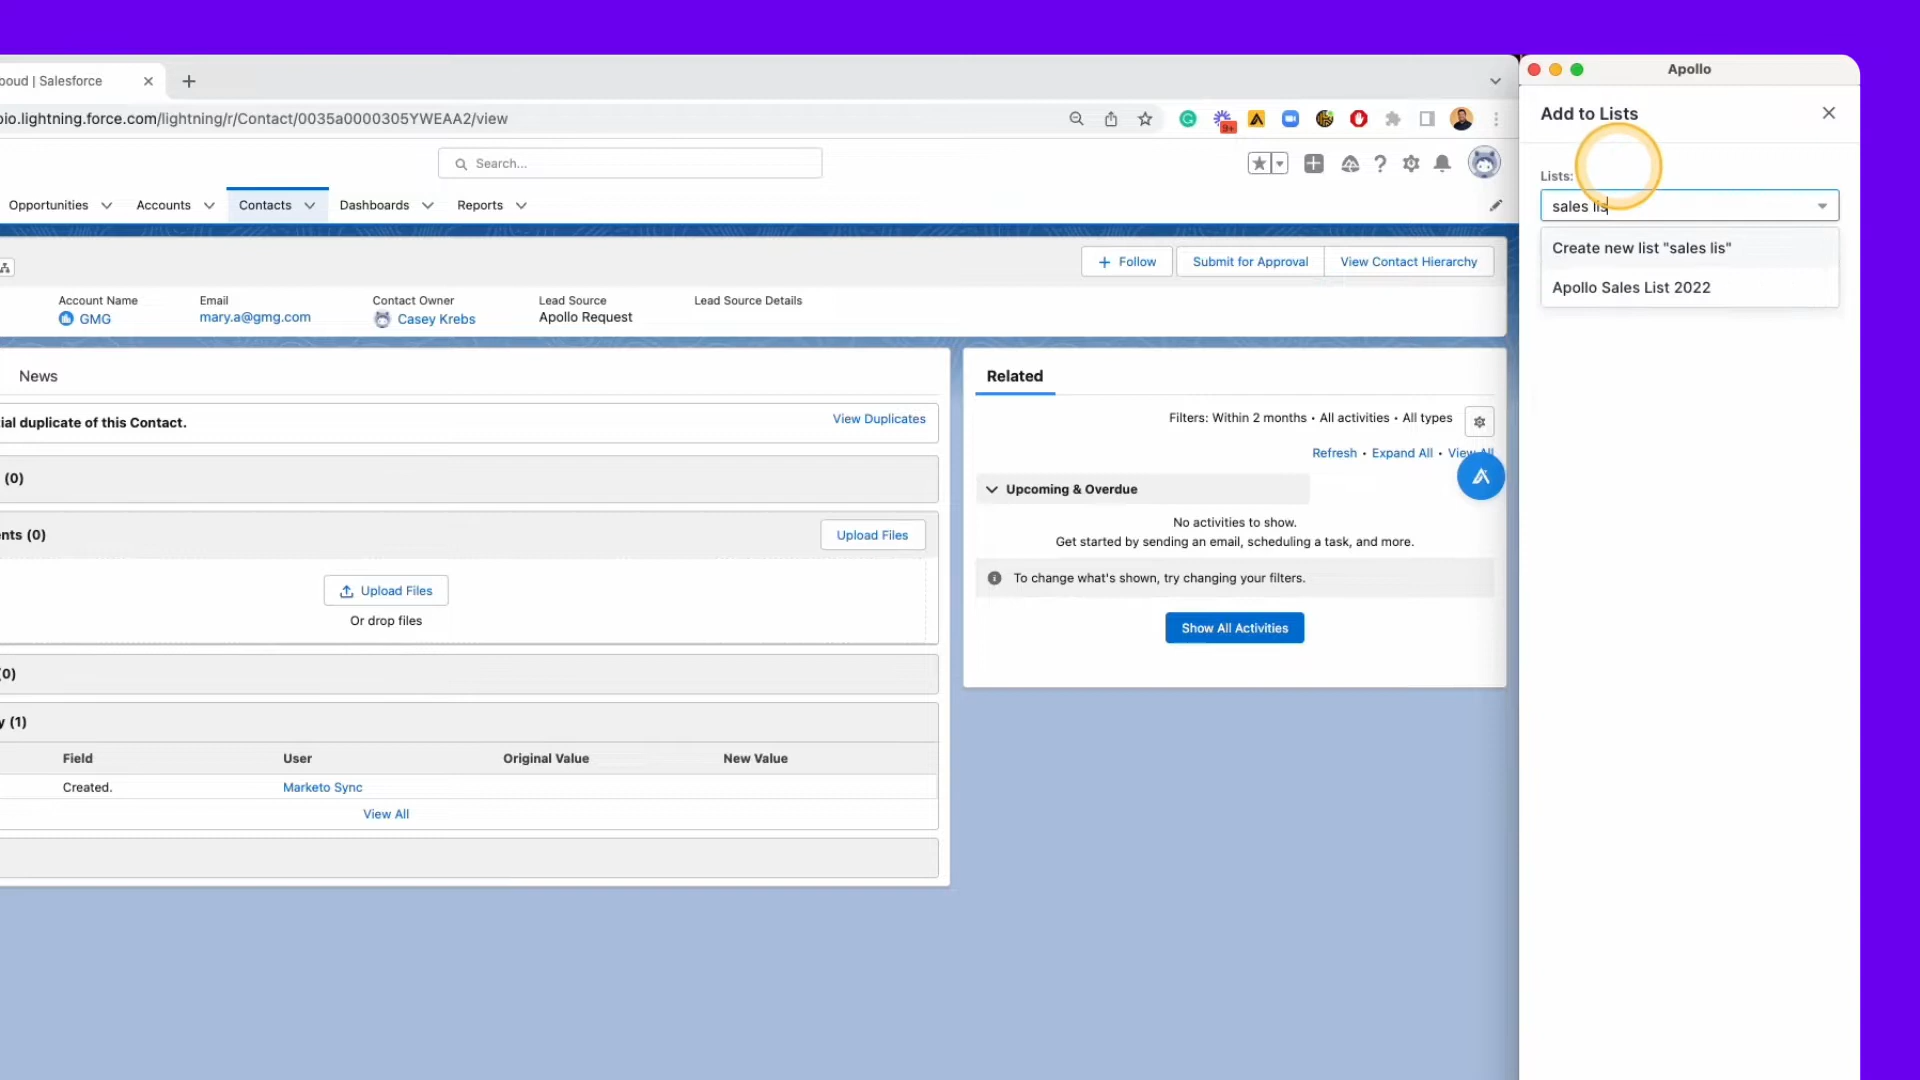 boud | Salesforce
Apollo
pio.lightning.force.com/lightning/r/Contact/0035a0000305YWEAA2/view
9+
Add to Lists
Search...
Lists:
Opportunities
Accounts
Contacts
Dashboards
Reports
sales lis
Create new list "sales lis"
Apollo Sales List 2022
Follow
Submit for Approval
View Contact Hierarchy
Account Name
Email
Contact Owner
Lead Source
Lead Source Details
GMG
mary.a@gmg.com
Casey Krebs
Apollo Request
News
ial duplicate of this Contact.
View Duplicates
(0)
nts (0)
Upload Files
Upload Files
Or drop files
(0)
y (1)
Field
User
Original Value
New Value
Created.
Marketo Sync
View All
Related
Filters: Within 2 months • All activities • All types
Refresh • Expand All • View All
Upcoming & Overdue
No activities to show.
Get started by sending an email, scheduling a task, and more.
To change what's shown, try changing your filters.
Show All Activities